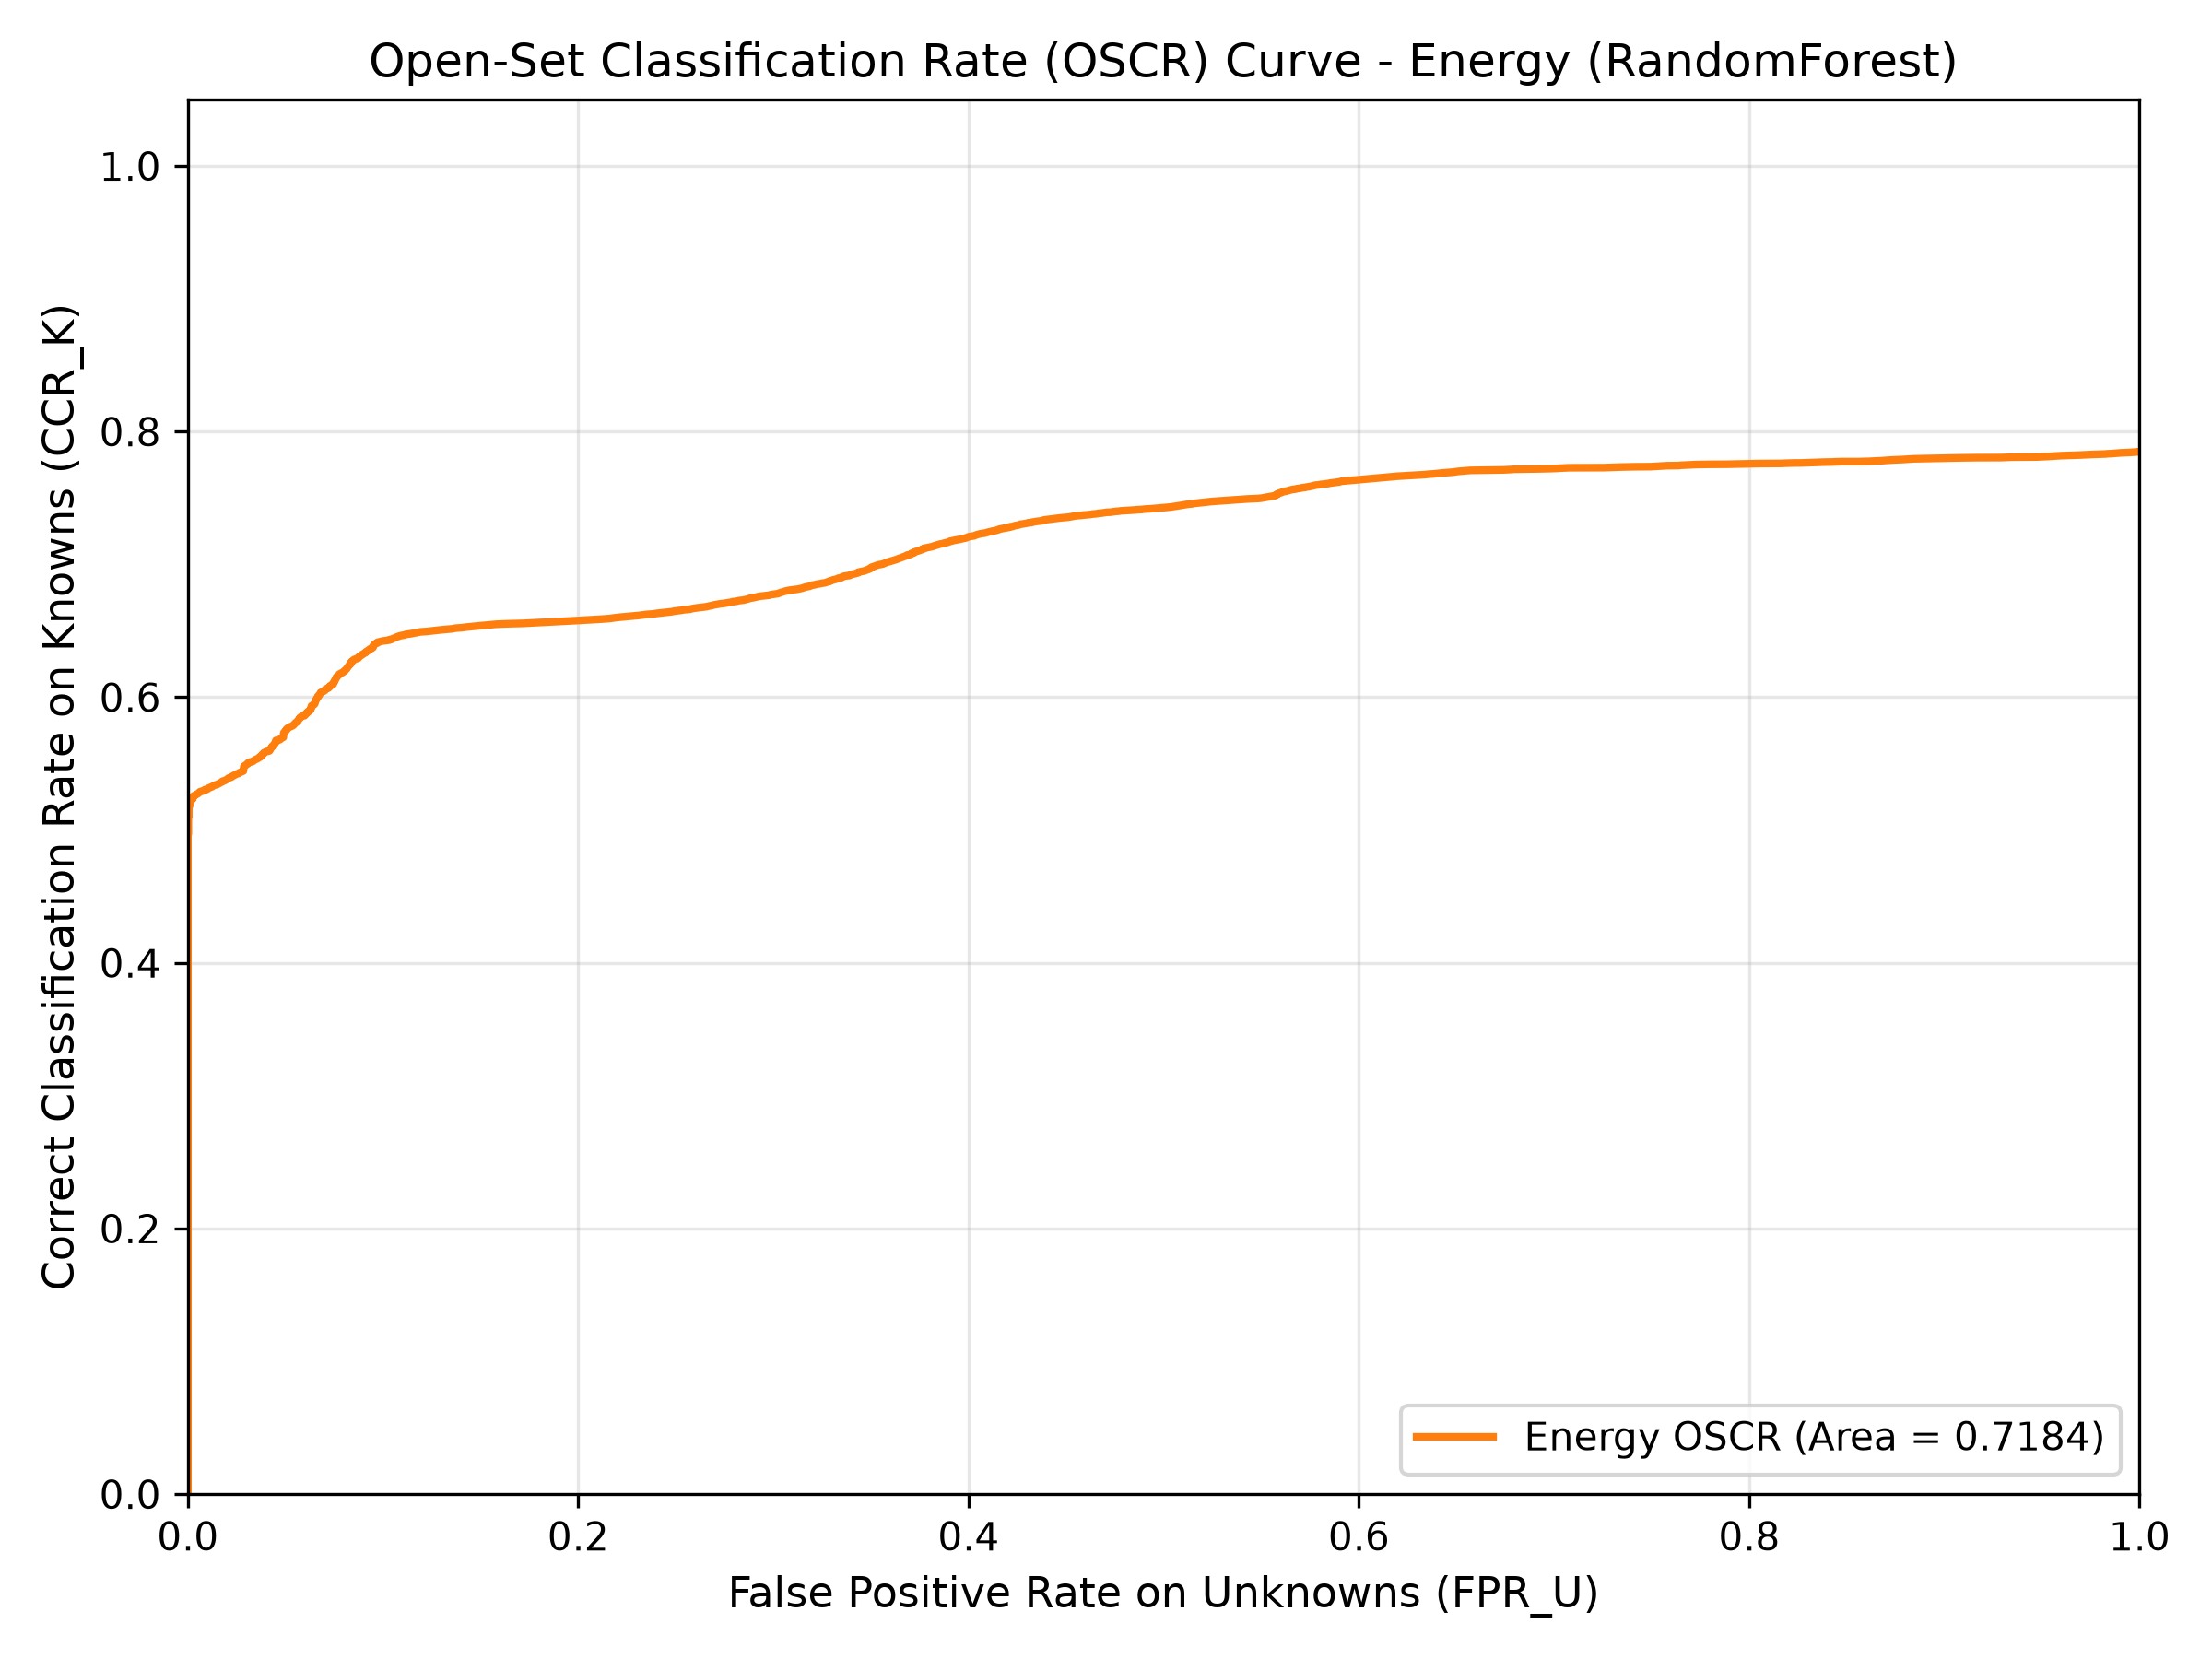 Open-Set Classification Rate (OSCR) Curve - Energy (RandomForest)
Correct Classification Rate on Knowns (CCR_K)
1.0
0.8
0.6
0.4
0.2
0.0
Energy OSCR (Area = 0.7184)
0.0 0.2 0.4 0.6 0.8 1.0
False Positive Rate on Unknowns (FPR_U)